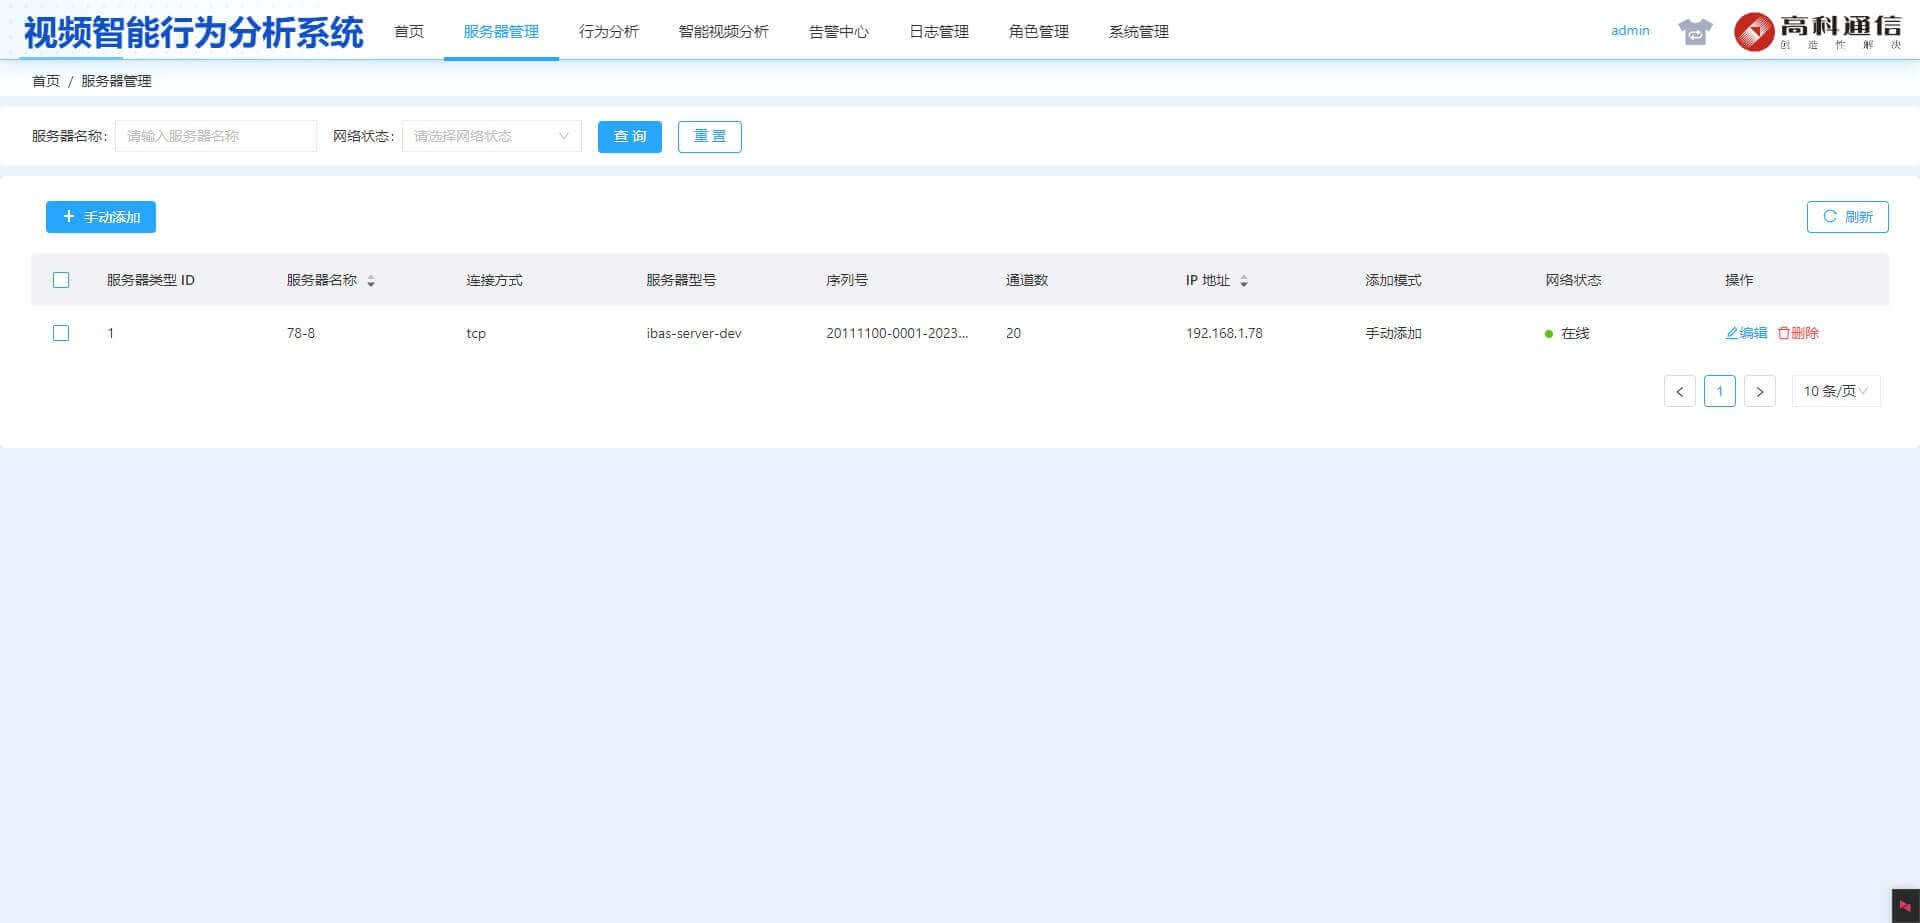 视频智能行为分析系统 首页 服务器管理 行为分析 智能视频分析 告警中心 日志管理 角色管理 系统管理 admin 高科通信
创造性解决
首页 / 服务器管理
服务器名称: 请输入服务器名称 网络状态: 请选择网络状态 查 询 重 置
手动添加 刷新
服务器类型 ID 服务器名称 连接方式 服务器型号 序列号 通道数 IP 地址 添加模式 网络状态 操作
1 78-8 tcp ibas-server-dev 20111100-0001-2023... 20 192.168.1.78 手动添加 在线 编辑 删除
< 1 > 10 条/页